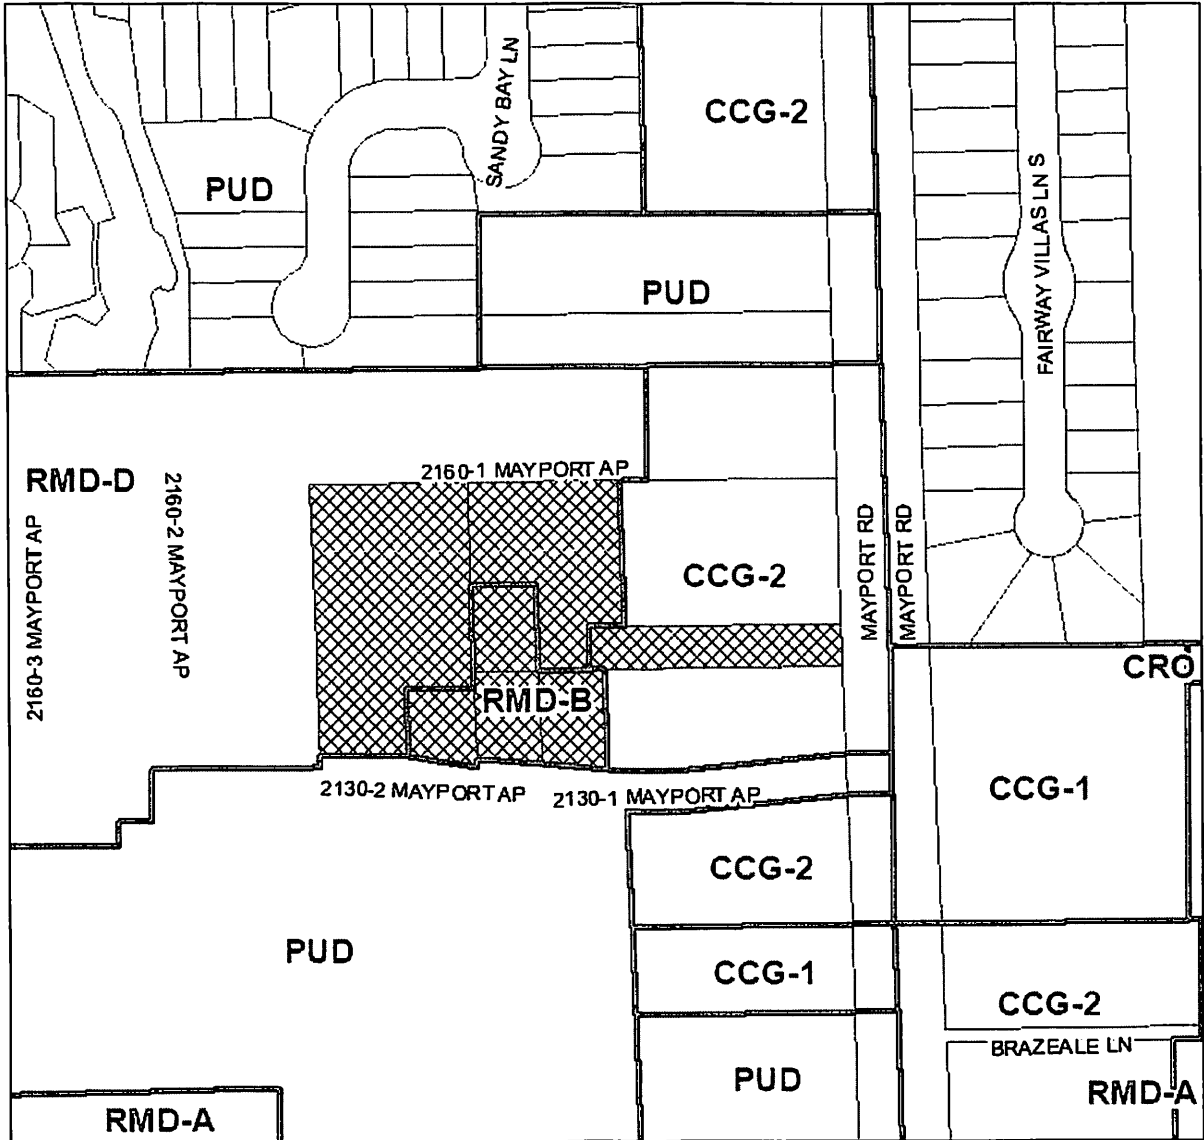 CCG-2
SANDY BAY LN
PUD
FAIRWAY VILLAS LN S
PUD
2160-1 MAYPORT AP
RMD-D
2160-2 MAYPORT AP
2160-3 MAYPORT AP
MAYPORT RD
MAYPORT RD
CCG-2
CRO
RMD-B
2130-2 MAYPORT AP
2130-1 MAYPORT AP
CCG-1
CCG-2
PUD
CCG-1
CCG-2
BRAZEALE LN
PUD
RMD-A
RMD-A